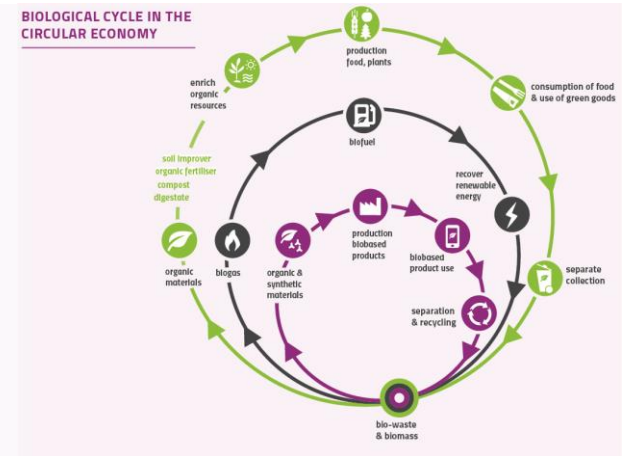 BIOLOGICAL CYCLE IN THE
CIRCULAR ECONOMY
production
food, plants
enrich
organic
resources
consumption of food
& use of green goods
biofuel
soil improver
organic fertiliser
compost
digestate
recover
renewable
energy
production
biobased
products
biobased
product use
organic
materials
biogas
organic &
synthetic
materials
separate
collection
separation
& recycling
bio-waste
& biomass